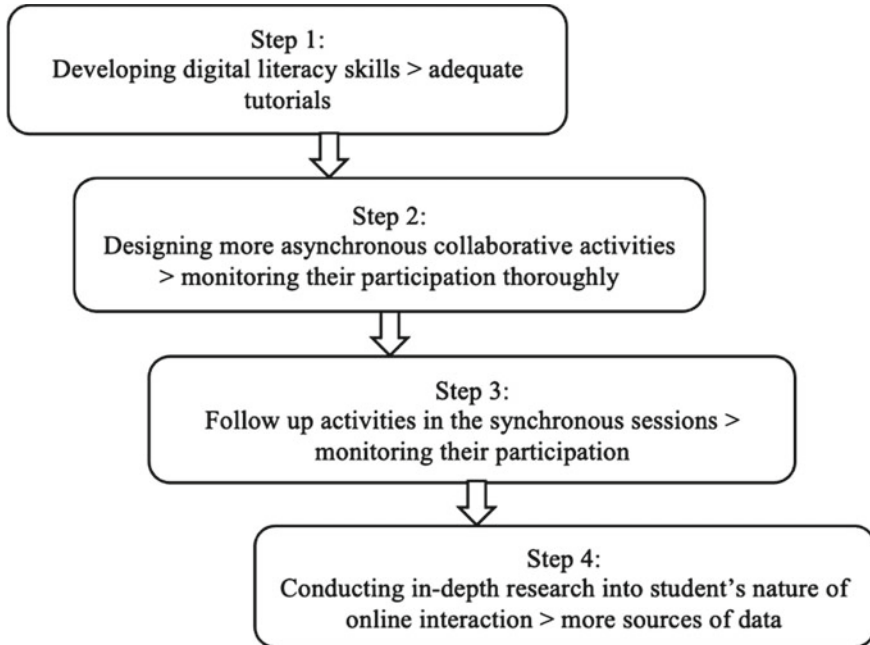 Step 1:
Developing digital literacy skills > adequate
tutorials
Step 2:
Designing more asynchronous collaborative activities
> monitoring their participation thoroughly
Step 3:
Follow up activities in the synchronous sessions >
monitoring their participation
Step 4:
Conducting in-depth research into student’s nature of
online interaction > more sources of data